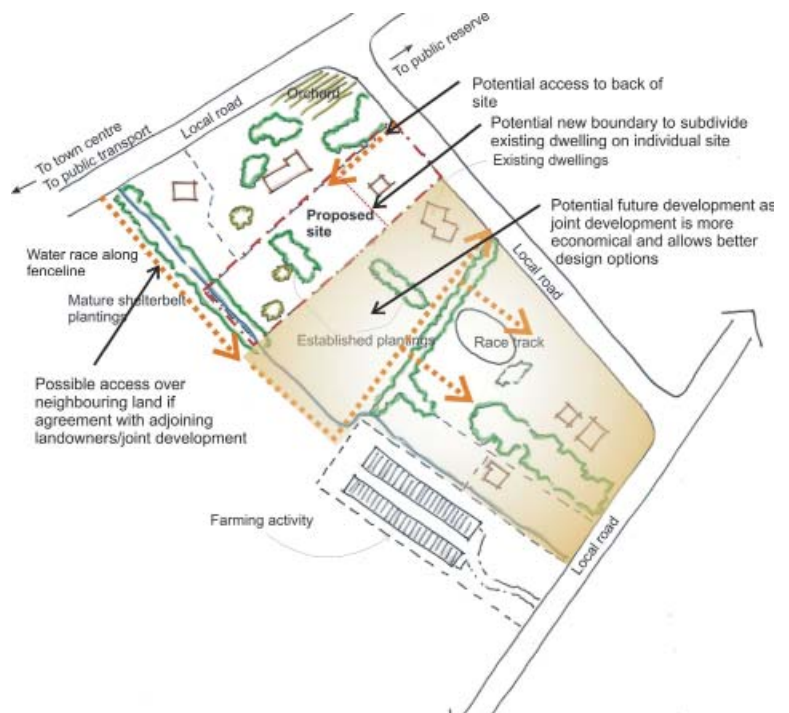 To public reserve
Orchard
Local road
Potential access to back of
site
To town centre
To public transport
Potential new boundary to subdivide
existing dwelling on individual site
Existing dwellings
Proposed
site
Potential future development as
joint development is more
economical and allows better
design options
Water race along
fenceline
Local road
Mature shelterbelt
plantings
Established plantings
Race track
Possible access over
neighbouring land if
agreement with adjoining
landowners/joint development
Farming activity
Local road